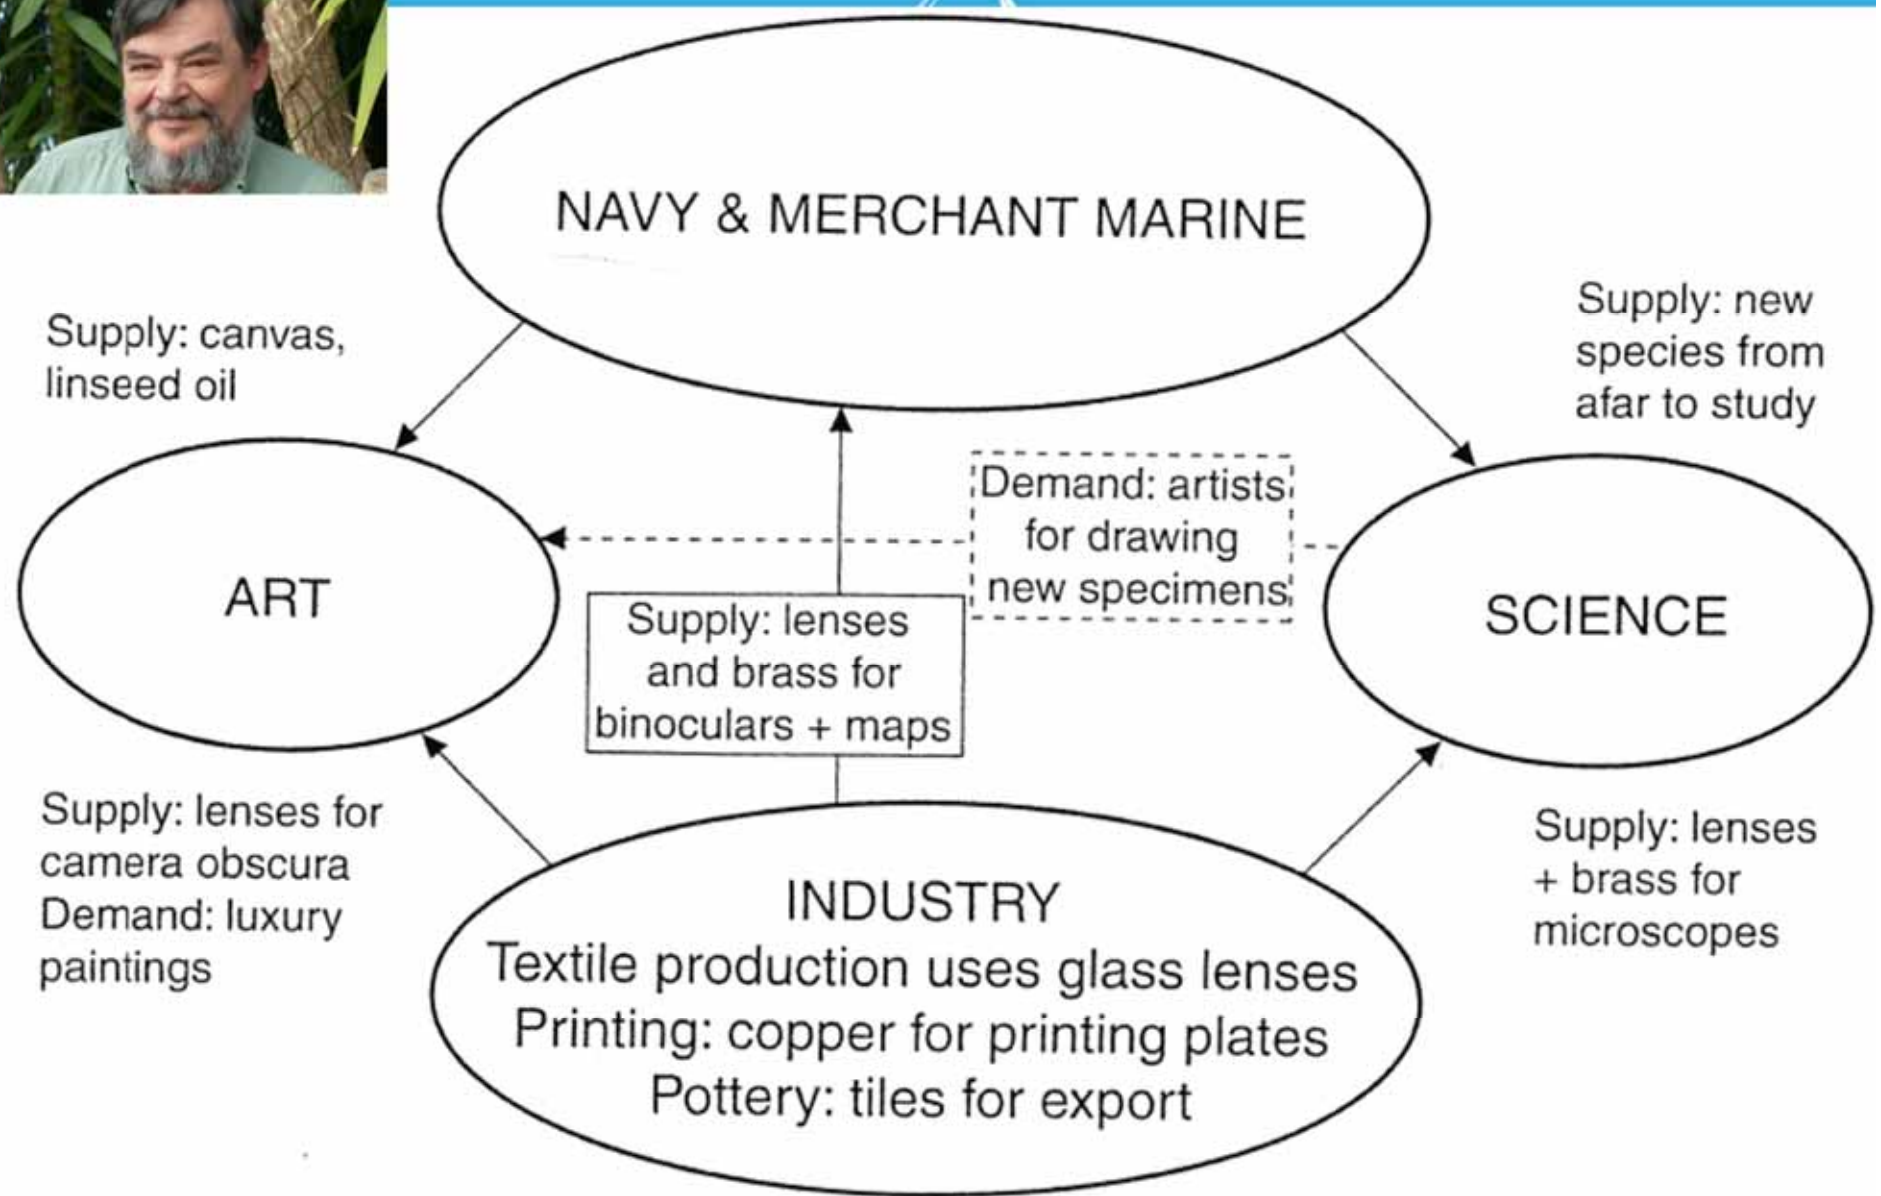 NAVY & MERCHANT MARINE
Supply: canvas,
linseed oil
Supply: new
species from
afar to study
Demand: artists
for drawing
new specimens
ART
SCIENCE
Supply: lenses
and brass for
binoculars + maps
Supply: lenses for
camera obscura
Demand: luxury
paintings
Supply: lenses
+ brass for
microscopes
INDUSTRY
Textile production uses glass lenses
Printing: copper for printing plates
Pottery: tiles for export